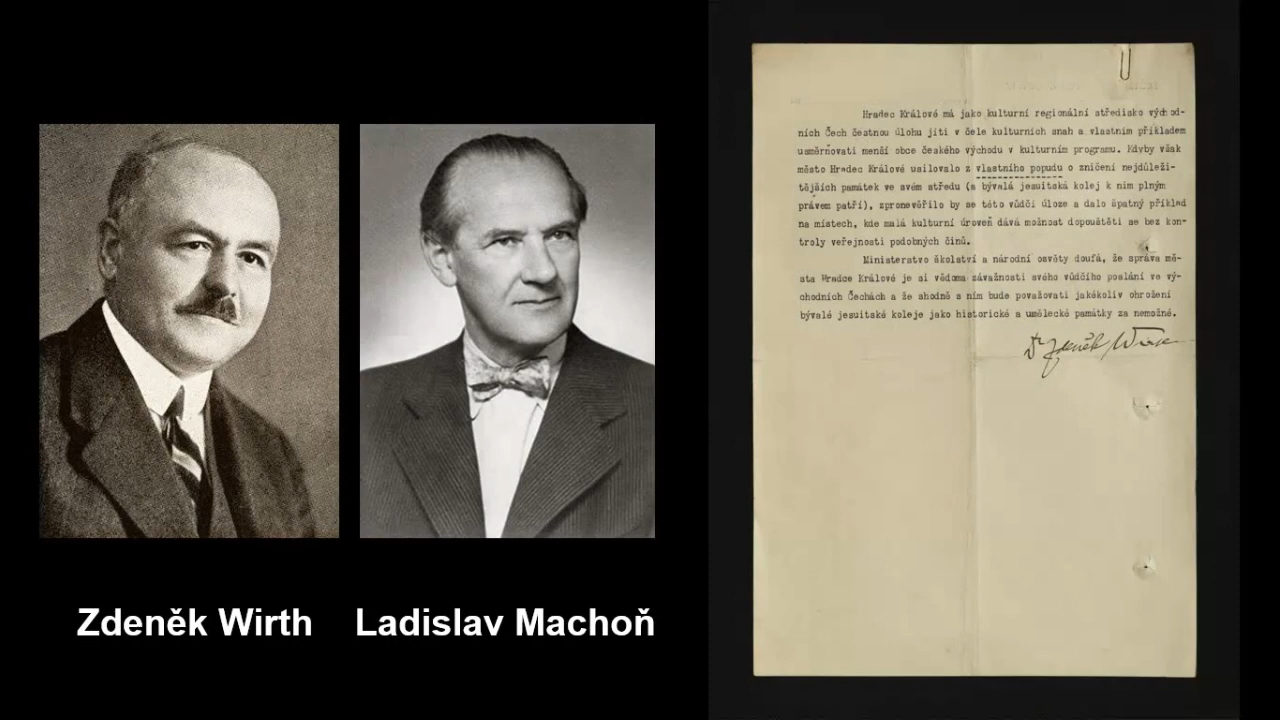 Zdeněk Wirth
Ladislav Machoň
Hradec Králové má jako kulturní regionální středisko východ-
ních Čech čestnou úlohu jíti v čele kulturních snah a vlastním příkladem
usměrňovati menší obce českého východu v kulturním programu. Kdyby však
město Hradec Králové usilovalo z vlastního popudu o zničení nejdůleži-
tějších památek ve svém středu (a bývalá jesuitská kolej k nim plným
právem patří), zpronevěřilo by se této vůdčí úloze a dalo špatný příklad
na místech, kde malá kulturní úroveň dává možnost dopouštěti se bez kon-
troly veřejnosti podobných činů.
Ministerstvo školství a národní osvěty doufá, že správa mě-
sta Hradce Králové je si vědoma závažnosti svého vůdčího poslání ve vý-
chodních Čechách a že shodně s ním bude považovati jakékoliv ohrožení
bývalé jesuitské koleje jako historické a umělecké památky za nemožné.
Dr Zdeněk Wirth